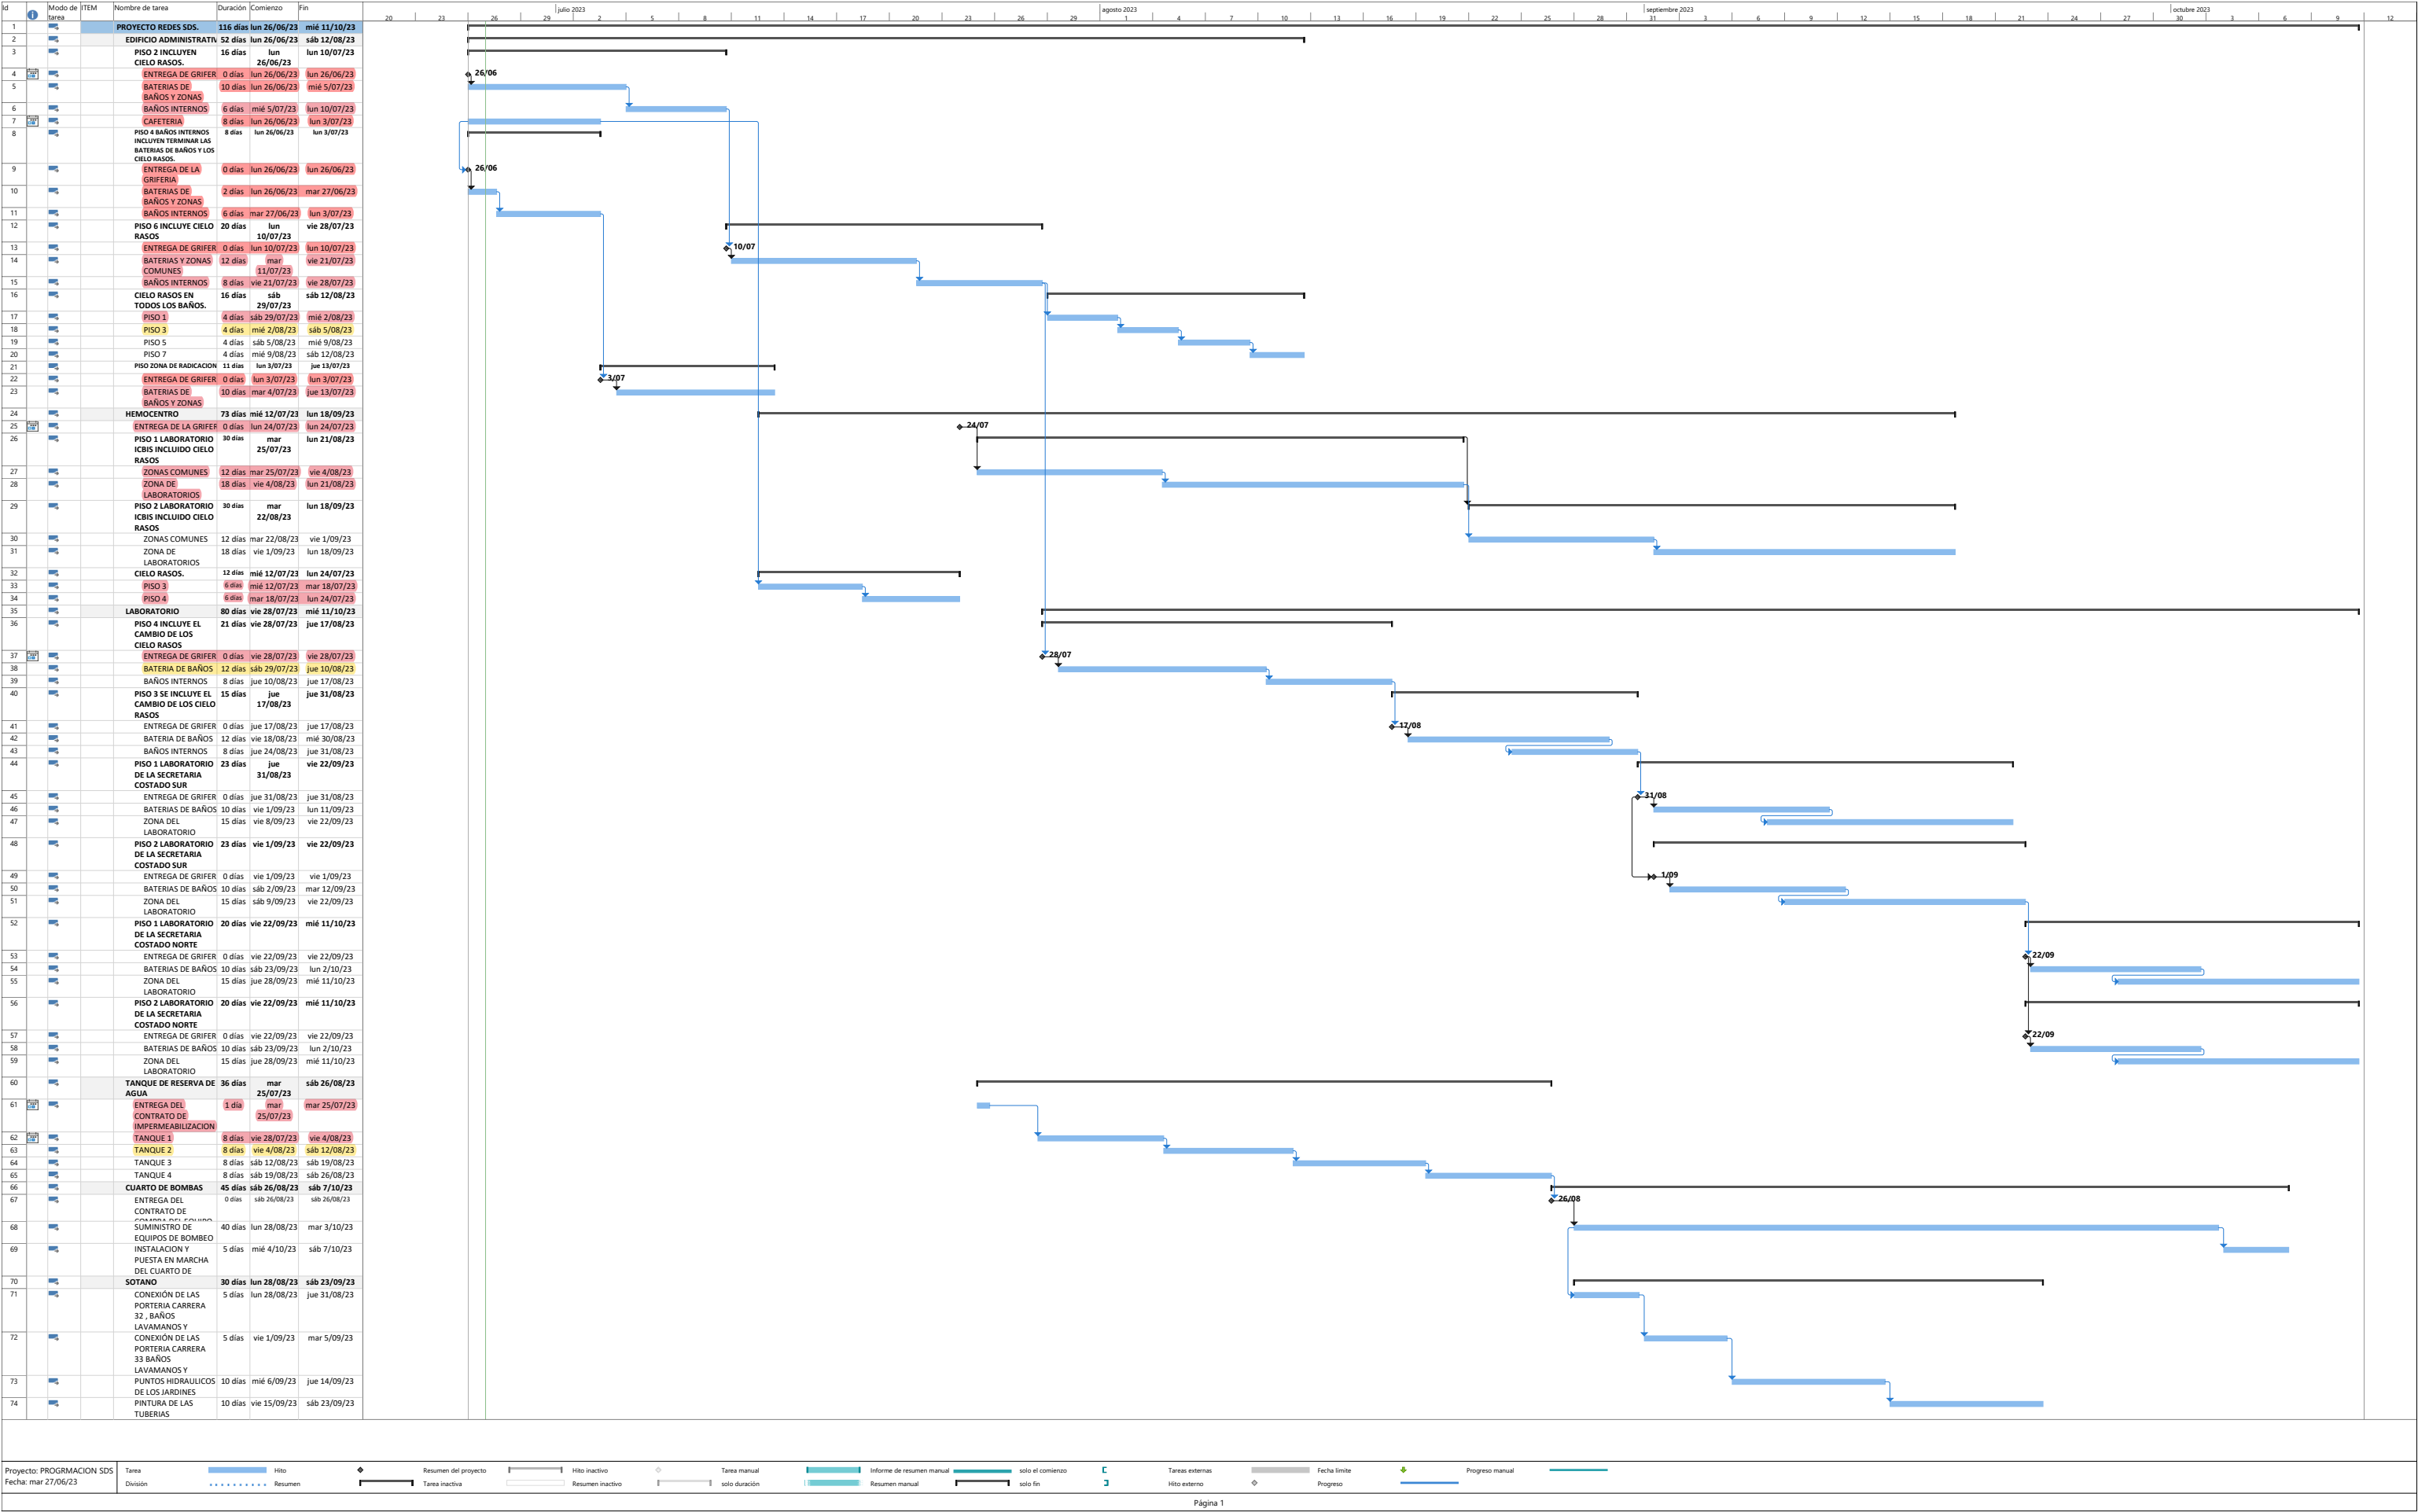 Id Modo de tarea ITEM Nombre de tarea Duración Comienzo Fin
julio 2023 agosto 2023 septiembre 2023 octubre 2023
20 23 26 29 2 5 8 11 14 17 20 23 26 29 1 4 7 10 13 16 19 22 25 28 31 3 6 9 12 15 18 21 24 27 30 3 6 9 12
1 PROYECTO REDES SDS. 116 días lun 26/06/23 mié 11/10/23
2 EDIFICIO ADMINISTRATIV 52 días lun 26/06/23 sáb 12/08/23
3 PISO 2 INCLUYEN CIELO RASOS. 16 días lun 26/06/23 lun 10/07/23
4 ENTREGA DE GRIFER 0 días lun 26/06/23 lun 26/06/23 26/06
5 BATERIAS DE BAÑOS Y ZONAS 10 días lun 26/06/23 mié 5/07/23
6 BAÑOS INTERNOS 6 días mié 5/07/23 lun 10/07/23
7 CAFETERIA 8 días lun 26/06/23 lun 3/07/23
8 PISO 4 BAÑOS INTERNOS INCLUYEN TERMINAR LAS BATERIAS DE BAÑOS Y LOS CIELO RASOS. 8 días lun 26/06/23 lun 3/07/23
9 ENTREGA DE LA GRIFERIA 0 días lun 26/06/23 lun 26/06/23 26/06
10 BATERIAS DE BAÑOS Y ZONAS 2 días lun 26/06/23 mar 27/06/23
11 BAÑOS INTERNOS 6 días mar 27/06/23 lun 3/07/23
12 PISO 6 INCLUYE CIELO RASOS 20 días lun 10/07/23 vie 28/07/23
13 ENTREGA DE GRIFER 0 días lun 10/07/23 lun 10/07/23 10/07
14 BATERIAS Y ZONAS COMUNES 12 días mar 11/07/23 vie 21/07/23
15 BAÑOS INTERNOS 8 días vie 21/07/23 vie 28/07/23
16 CIELO RASOS EN TODOS LOS BAÑOS. 16 días sáb 29/07/23 sáb 12/08/23
17 PISO 1 4 días sáb 29/07/23 mié 2/08/23
18 PISO 3 4 días mié 2/08/23 sáb 5/08/23
19 PISO 5 4 días sáb 5/08/23 mié 9/08/23
20 PISO 7 4 días mié 9/08/23 sáb 12/08/23
21 PISO ZONA DE RADICACION 11 días lun 3/07/23 jue 13/07/23
22 ENTREGA DE GRIFER 0 días lun 3/07/23 lun 3/07/23 3/07
23 BATERIAS DE BAÑOS Y ZONAS 10 días mar 4/07/23 jue 13/07/23
24 HEMOCENTRO 73 días mié 12/07/23 lun 18/09/23
25 ENTREGA DE LA GRIFER 0 días lun 24/07/23 lun 24/07/23 24/07
26 PISO 1 LABORATORIO ICBIS INCLUIDO CIELO RASOS 30 días mar 25/07/23 lun 21/08/23
27 ZONAS COMUNES 12 días mar 25/07/23 vie 4/08/23
28 ZONA DE LABORATORIOS 18 días vie 4/08/23 lun 21/08/23
29 PISO 2 LABORATORIO ICBIS INCLUIDO CIELO RASOS 30 días mar 22/08/23 lun 18/09/23
30 ZONAS COMUNES 12 días mar 22/08/23 vie 1/09/23
31 ZONA DE LABORATORIOS 18 días vie 1/09/23 lun 18/09/23
32 CIELO RASOS. 12 días mié 12/07/23 lun 24/07/23
33 PISO 3 6 días mié 12/07/23 mar 18/07/23
34 PISO 4 6 días mar 18/07/23 lun 24/07/23
35 LABORATORIO 80 días vie 28/07/23 mié 11/10/23
36 PISO 4 INCLUYE EL CAMBIO DE LOS CIELO RASOS 21 días vie 28/07/23 jue 17/08/23
37 ENTREGA DE GRIFER 0 días vie 28/07/23 vie 28/07/23 28/07
38 BATERIA DE BAÑOS 12 días sáb 29/07/23 jue 10/08/23
39 BAÑOS INTERNOS 8 días jue 10/08/23 jue 17/08/23
40 PISO 3 SE INCLUYE EL CAMBIO DE LOS CIELO RASOS 15 días jue 17/08/23 jue 31/08/23
41 ENTREGA DE GRIFER 0 días jue 17/08/23 jue 17/08/23 17/08
42 BATERIA DE BAÑOS 12 días vie 18/08/23 mié 30/08/23
43 BAÑOS INTERNOS 8 días jue 24/08/23 jue 31/08/23
44 PISO 1 LABORATORIO DE LA SECRETARIA COSTADO SUR 23 días jue 31/08/23 vie 22/09/23
45 ENTREGA DE GRIFER 0 días jue 31/08/23 jue 31/08/23 31/08
46 BATERIAS DE BAÑOS 10 días vie 1/09/23 lun 11/09/23
47 ZONA DEL LABORATORIO 15 días vie 8/09/23 vie 22/09/23
48 PISO 2 LABORATORIO DE LA SECRETARIA COSTADO SUR 23 días vie 1/09/23 vie 22/09/23
49 ENTREGA DE GRIFER 0 días vie 1/09/23 vie 1/09/23 1/09
50 BATERIAS DE BAÑOS 10 días sáb 2/09/23 mar 12/09/23
51 ZONA DEL LABORATORIO 15 días sáb 9/09/23 vie 22/09/23
52 PISO 1 LABORATORIO DE LA SECRETARIA COSTADO NORTE 20 días vie 22/09/23 mié 11/10/23
53 ENTREGA DE GRIFER 0 días vie 22/09/23 vie 22/09/23 22/09
54 BATERIAS DE BAÑOS 10 días sáb 23/09/23 lun 2/10/23
55 ZONA DEL LABORATORIO 15 días jue 28/09/23 mié 11/10/23
56 PISO 2 LABORATORIO DE LA SECRETARIA COSTADO NORTE 20 días vie 22/09/23 mié 11/10/23
57 ENTREGA DE GRIFER 0 días vie 22/09/23 vie 22/09/23 22/09
58 BATERIAS DE BAÑOS 10 días sáb 23/09/23 lun 2/10/23
59 ZONA DEL LABORATORIO 15 días jue 28/09/23 mié 11/10/23
60 TANQUE DE RESERVA DE AGUA 36 días mar 25/07/23 sáb 26/08/23
61 ENTREGA DEL CONTRATO DE IMPERMEABILIZACION 1 día mar 25/07/23 mar 25/07/23
62 TANQUE 1 8 días vie 28/07/23 vie 4/08/23
63 TANQUE 2 8 días vie 4/08/23 sáb 12/08/23
64 TANQUE 3 8 días sáb 12/08/23 sáb 19/08/23
65 TANQUE 4 8 días sáb 19/08/23 sáb 26/08/23
66 CUARTO DE BOMBAS 45 días sáb 26/08/23 sáb 7/10/23
67 ENTREGA DEL CONTRATO DE COMPRA DEL EQUIPO 0 días sáb 26/08/23 sáb 26/08/23 26/08
68 SUMINISTRO DE EQUIPOS DE BOMBEO 40 días lun 28/08/23 mar 3/10/23
69 INSTALACION Y PUESTA EN MARCHA DEL CUARTO DE 5 días mié 4/10/23 sáb 7/10/23
70 SOTANO 30 días lun 28/08/23 sáb 23/09/23
71 CONEXIÓN DE LAS PORTERIA CARRERA 32 , BAÑOS LAVAMANOS Y 5 días lun 28/08/23 jue 31/08/23
72 CONEXIÓN DE LAS PORTERIA CARRERA 33 BAÑOS LAVAMANOS Y 5 días vie 1/09/23 mar 5/09/23
73 PUNTOS HIDRAULICOS DE LOS JARDINES 10 días mié 6/09/23 jue 14/09/23
74 PINTURA DE LAS TUBERIAS 10 días vie 15/09/23 sáb 23/09/23
Proyecto: PROGRMACION SDS
Fecha: mar 27/06/23
Tarea Hito Resumen del proyecto Hito inactivo Tarea manual Informe de resumen manual solo el comienzo Tareas externas Fecha límite Progreso manual
División Resumen Tarea inactiva Resumen inactivo solo duración Resumen manual solo fin Hito externo Progreso
Página 1